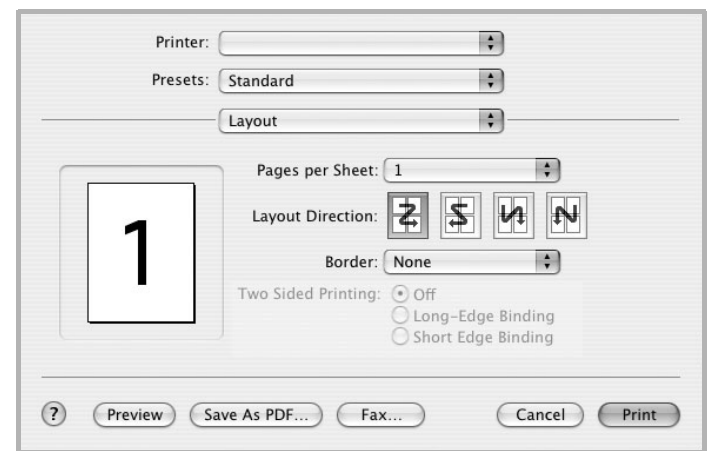 Printer:
Presets: Standard
Layout
Pages per Sheet: 1
1
Layout Direction:
Border: None
Two Sided Printing: Off
Long-Edge Binding
Short Edge Binding
? Preview Save As PDF... Fax... Cancel Print